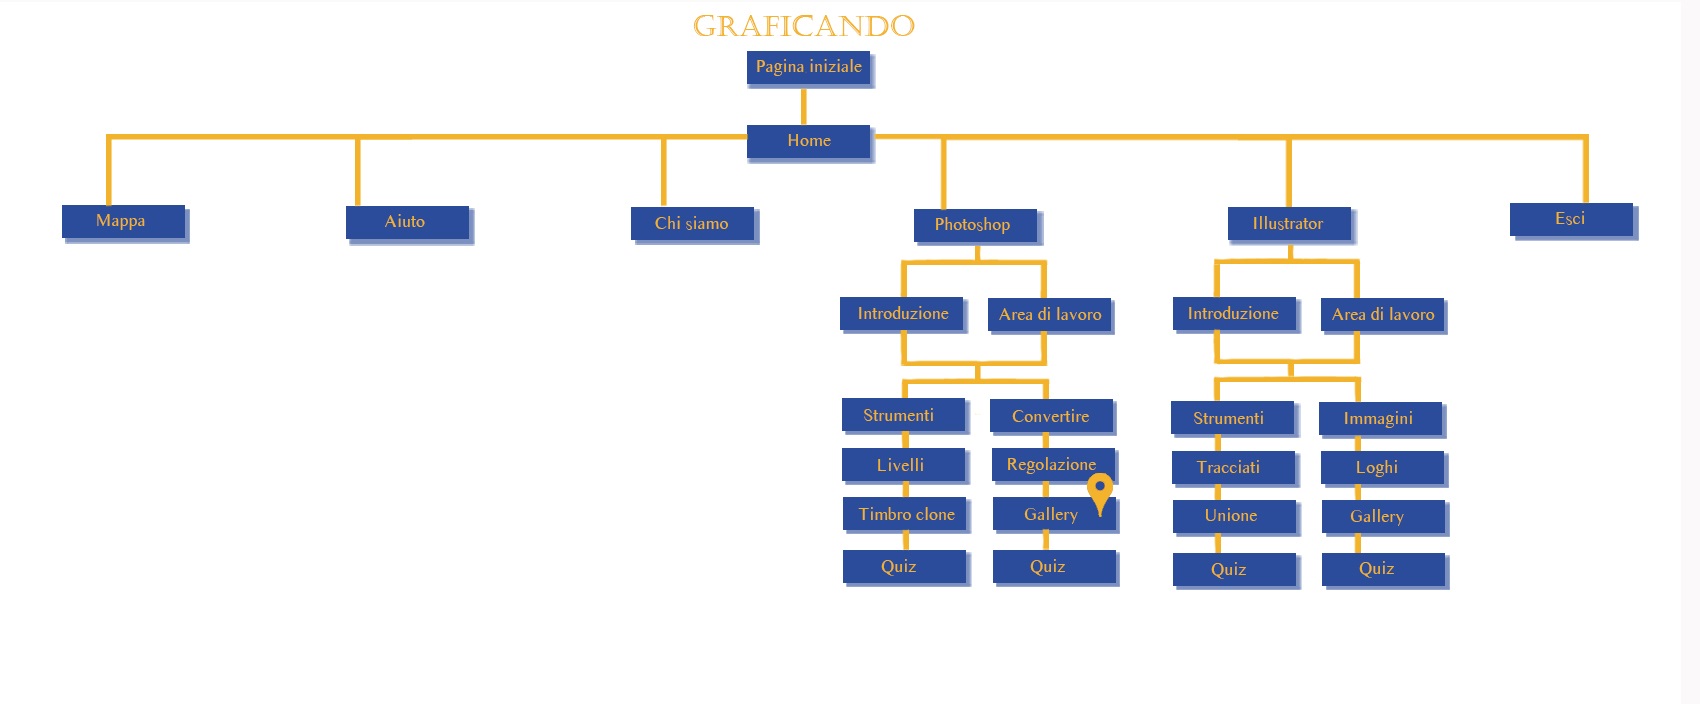 GRAFICANDO
Pagina iniziale
Home
Mappa
Aiuto
Chi siamo
Photoshop
Illustrator
Esci
Introduzione
Area di lavoro
Introduzione
Area di lavoro
Strumenti
Convertire
Strumenti
Immagini
Livelli
Regolazione
Tracciati
Loghi
Timbro clone
Gallery
Unione
Gallery
Quiz
Quiz
Quiz
Quiz